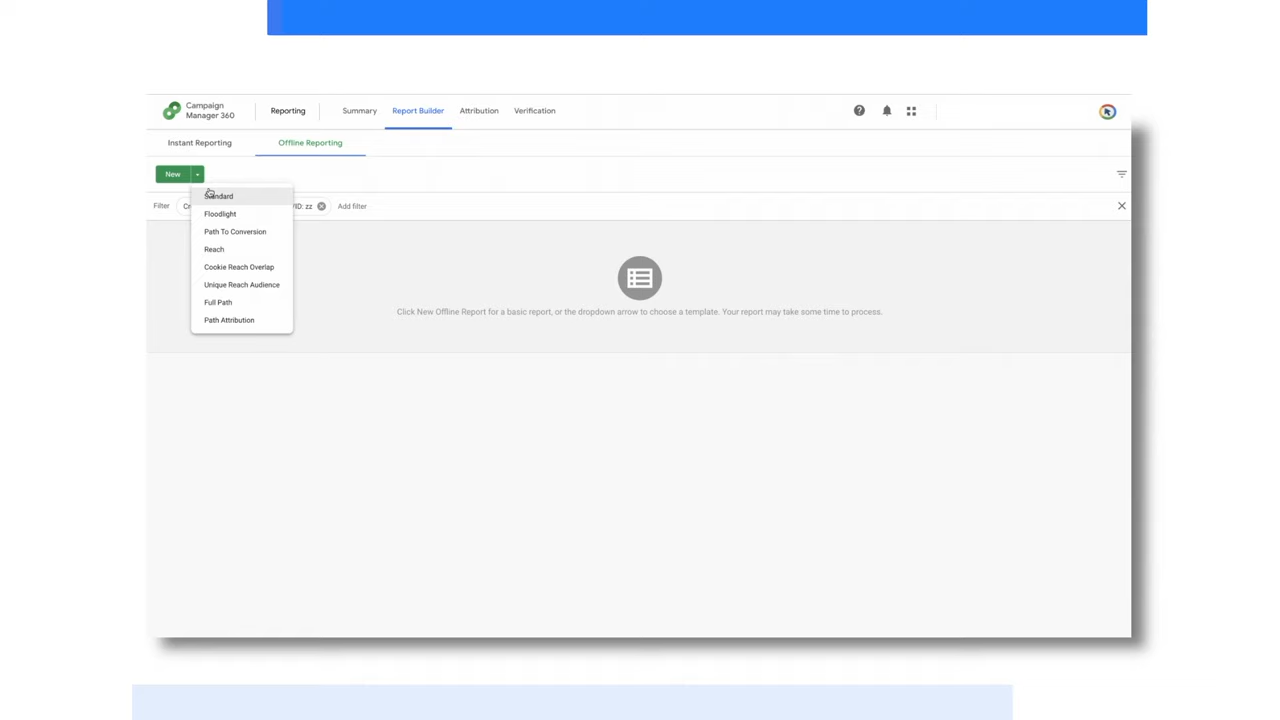 Campaign
Manager 360
Reporting
Summary
Report Builder
Attribution
Verification
Instant Reporting
Offline Reporting
New
Filter
/ID: zz
Add filter
Standard
Floodlight
Path To Conversion
Reach
Cookie Reach Overlap
Unique Reach Audience
Full Path
Path Attribution
Click New Offline Report for a basic report, or the dropdown arrow to choose a template. Your report may take some time to process.